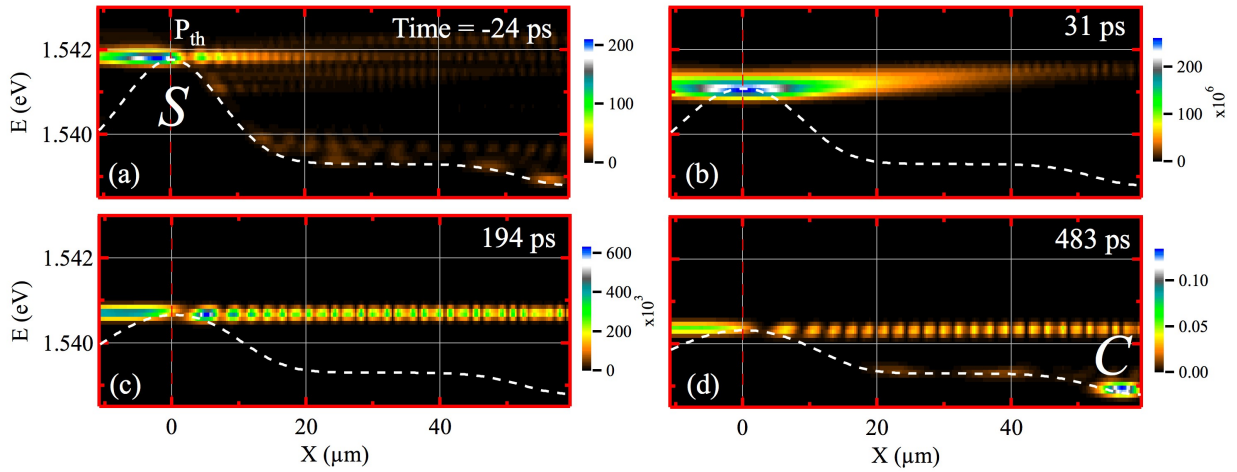 Time = -24 ps
P_th
S
(a)
E (eV)
1.542
1.540
200
100
0
31 ps
(b)
200
0
x10^6
194 ps
(c)
E (eV)
1.542
1.540
0
20
40
X (µm)
600
400
200
0
x10^3
483 ps
C
(d)
0
20
40
X (µm)
0.10
0.05
0.00